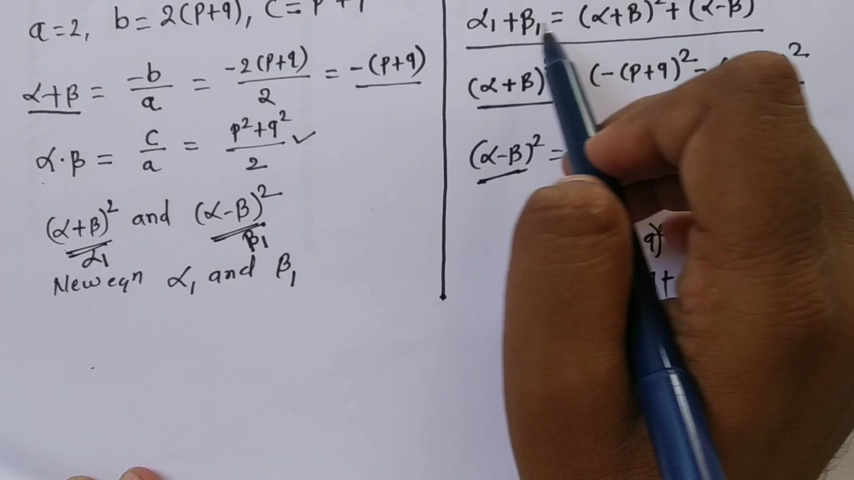 a=2, b=2(p+q), c=p
α+β = -b/a = -2(p+q)/2 = -(p+q)
α·β = c/a = p²+q²/2 ✓
(α+β)² and (α-β)²
α₁ β₁
New eqn α₁ and β₁
α₁+β₁= (α+β)²+(α-β)
(α+β) (-(p+q)²
(α-β)² =